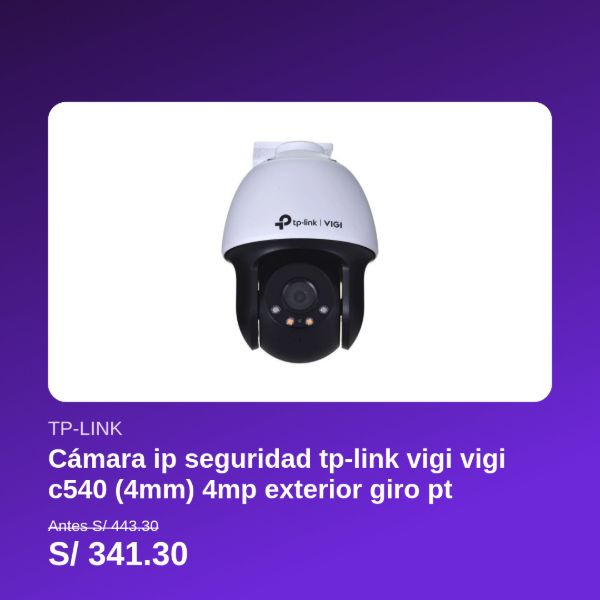 tp-link | VIGI
TP-LINK
Cámara ip seguridad tp-link vigi vigi
c540 (4mm) 4mp exterior giro pt
Antes S/ 443.30
S/ 341.30